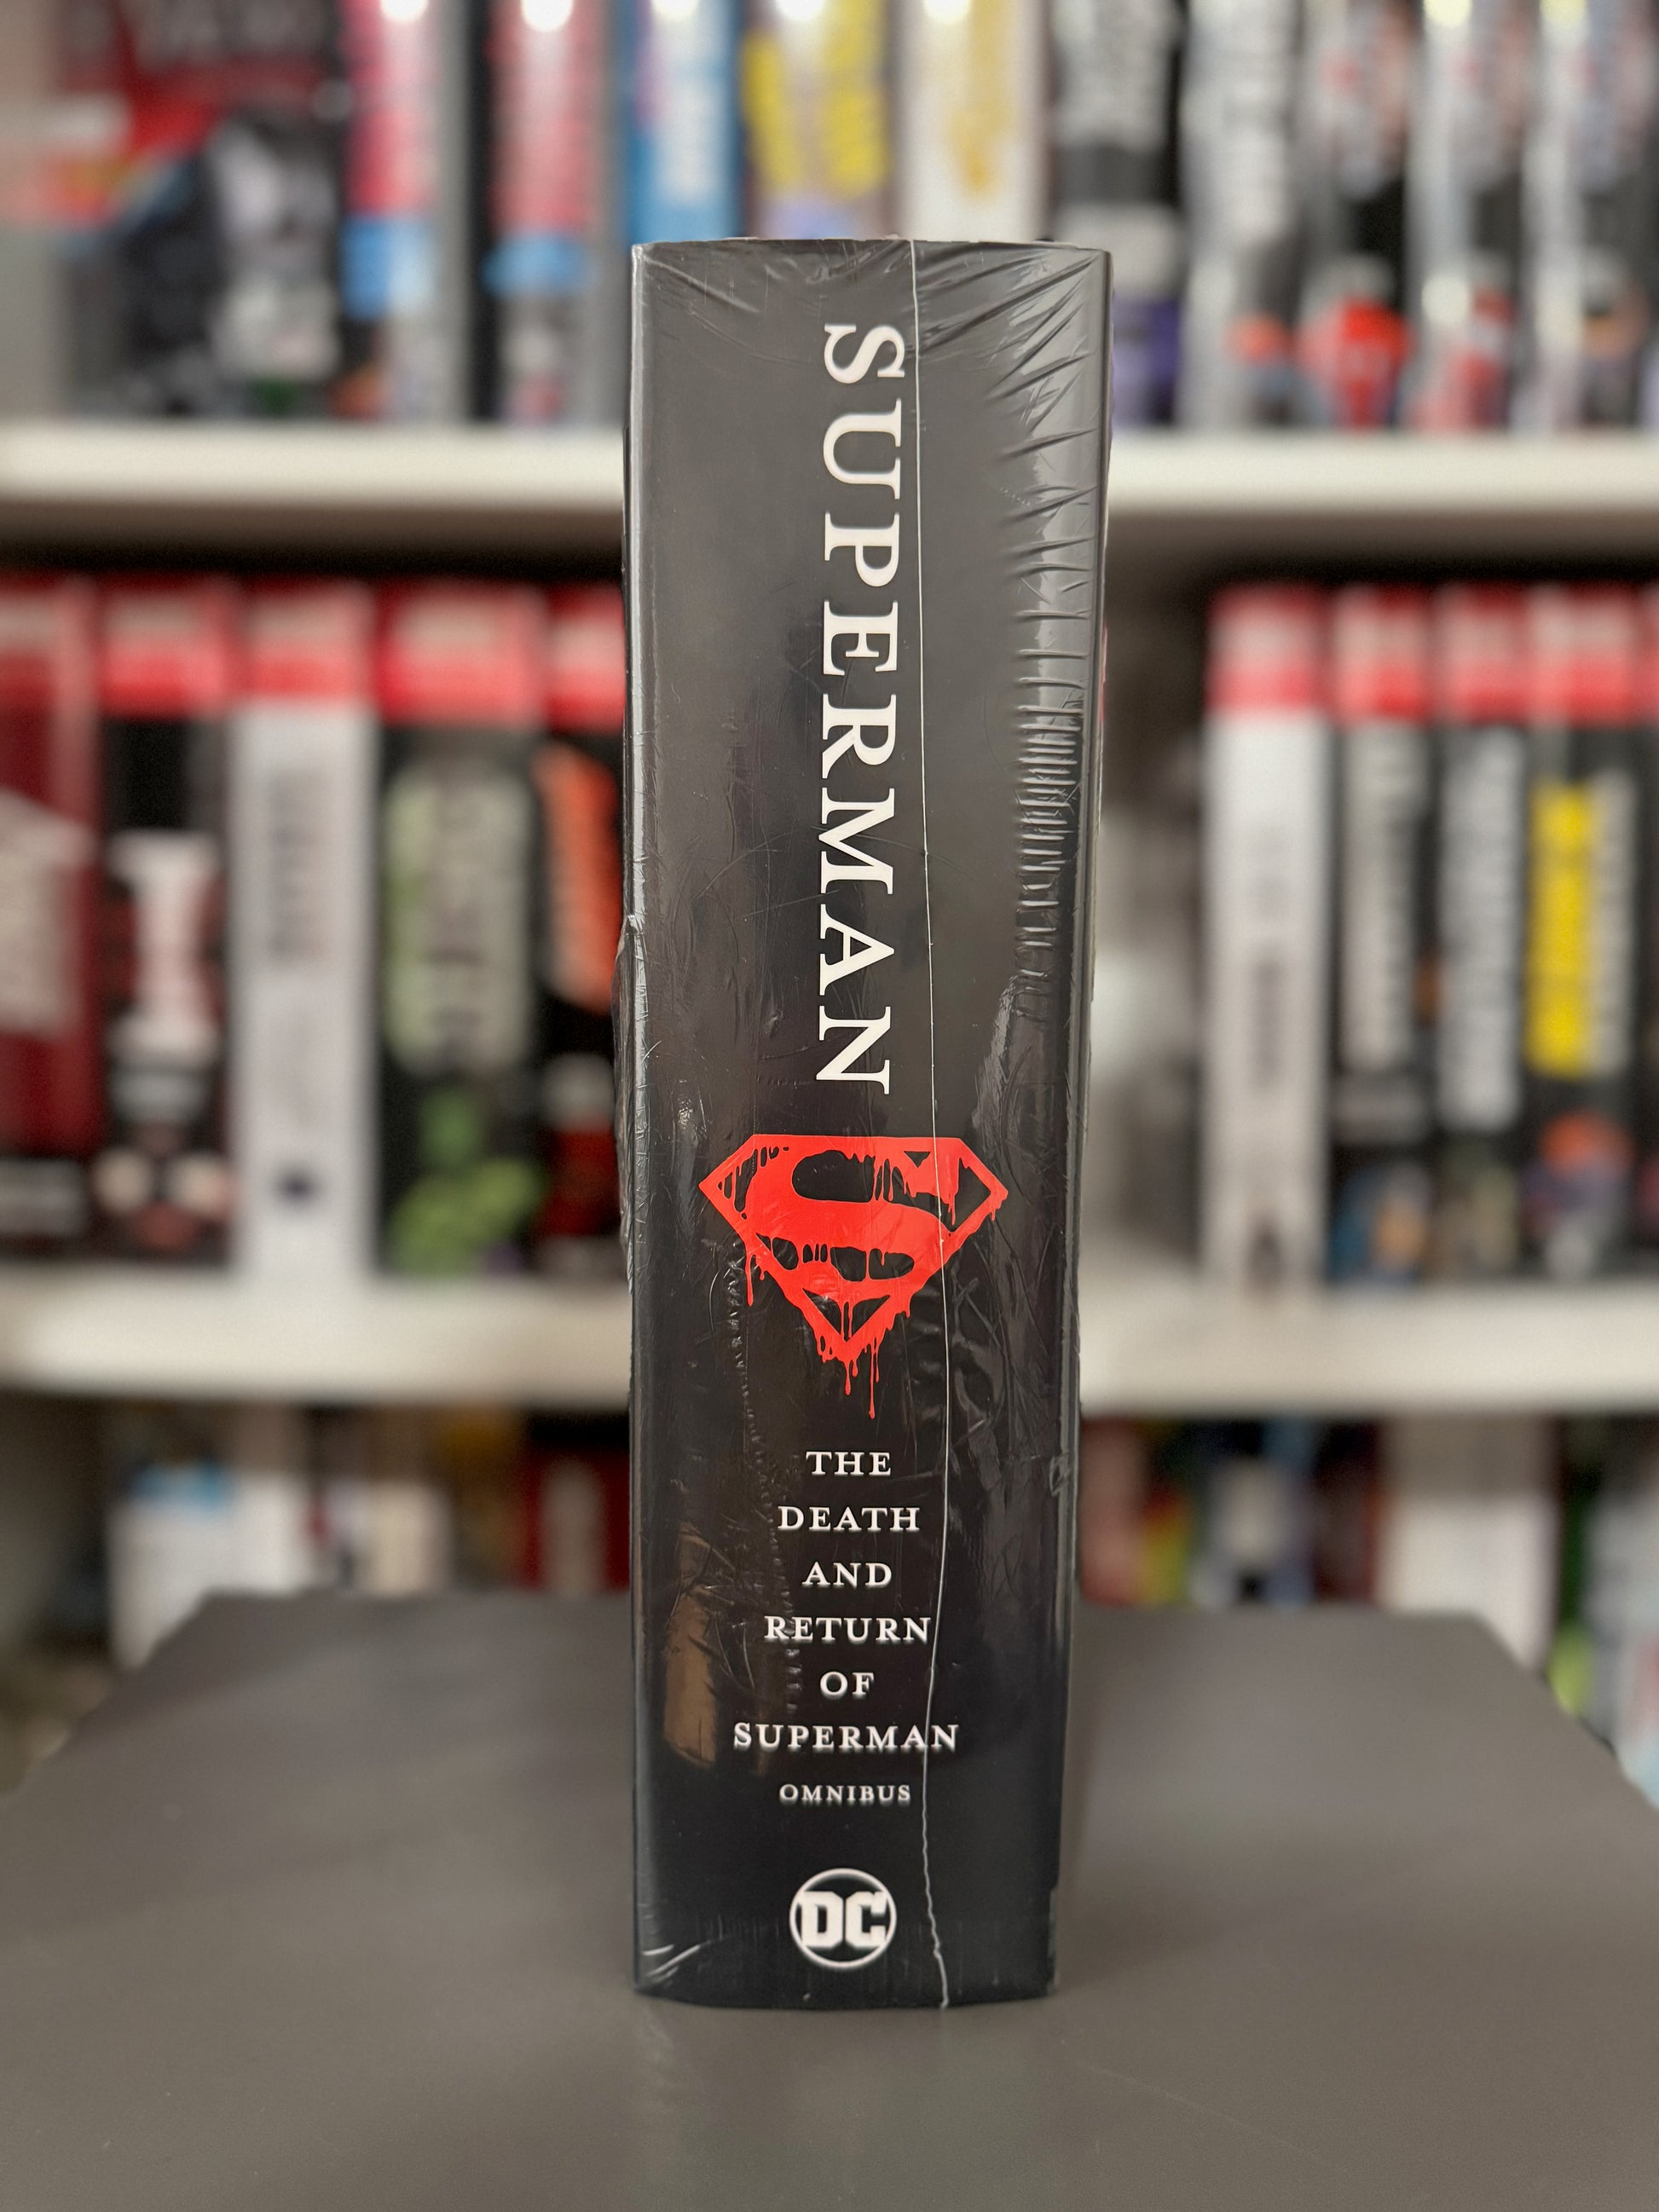 SUPERMAN
THE
DEATH
AND
RETURN
OF
SUPERMAN
OMNIBUS
DC